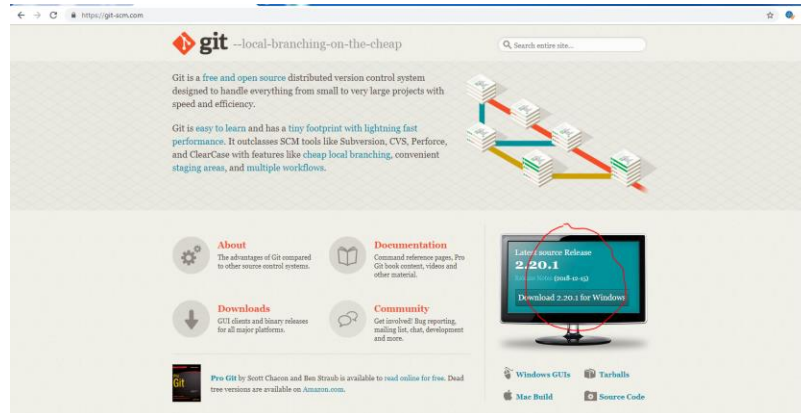 https://git-scm.com
git --local-branching-on-the-cheap
Search entire site...
Git is a free and open source distributed version control system
designed to handle everything from small to very large projects with
speed and efficiency.
Git is easy to learn and has a tiny footprint with lightning fast
performance. It outclasses SCM tools like Subversion, CVS, Perforce,
and ClearCase with features like cheap local branching, convenient
staging areas, and multiple workflows.
About
The advantages of Git compared
to other source control systems.
Documentation
Command reference pages, Pro
Git book content, videos and
other material.
Downloads
GUI clients and binary releases
for all major platforms.
Community
Get involved! Bug reporting,
mailing list, chat, development
and more.
Latest source Release
2.20.1
Release Notes (2018-12-15)
Download 2.20.1 for Windows
Git
Pro Git by Scott Chacon and Ben Straub is available to read online for free. Dead
tree versions are available on Amazon.com.
Windows GUIs
Tarballs
Mac Build
Source Code